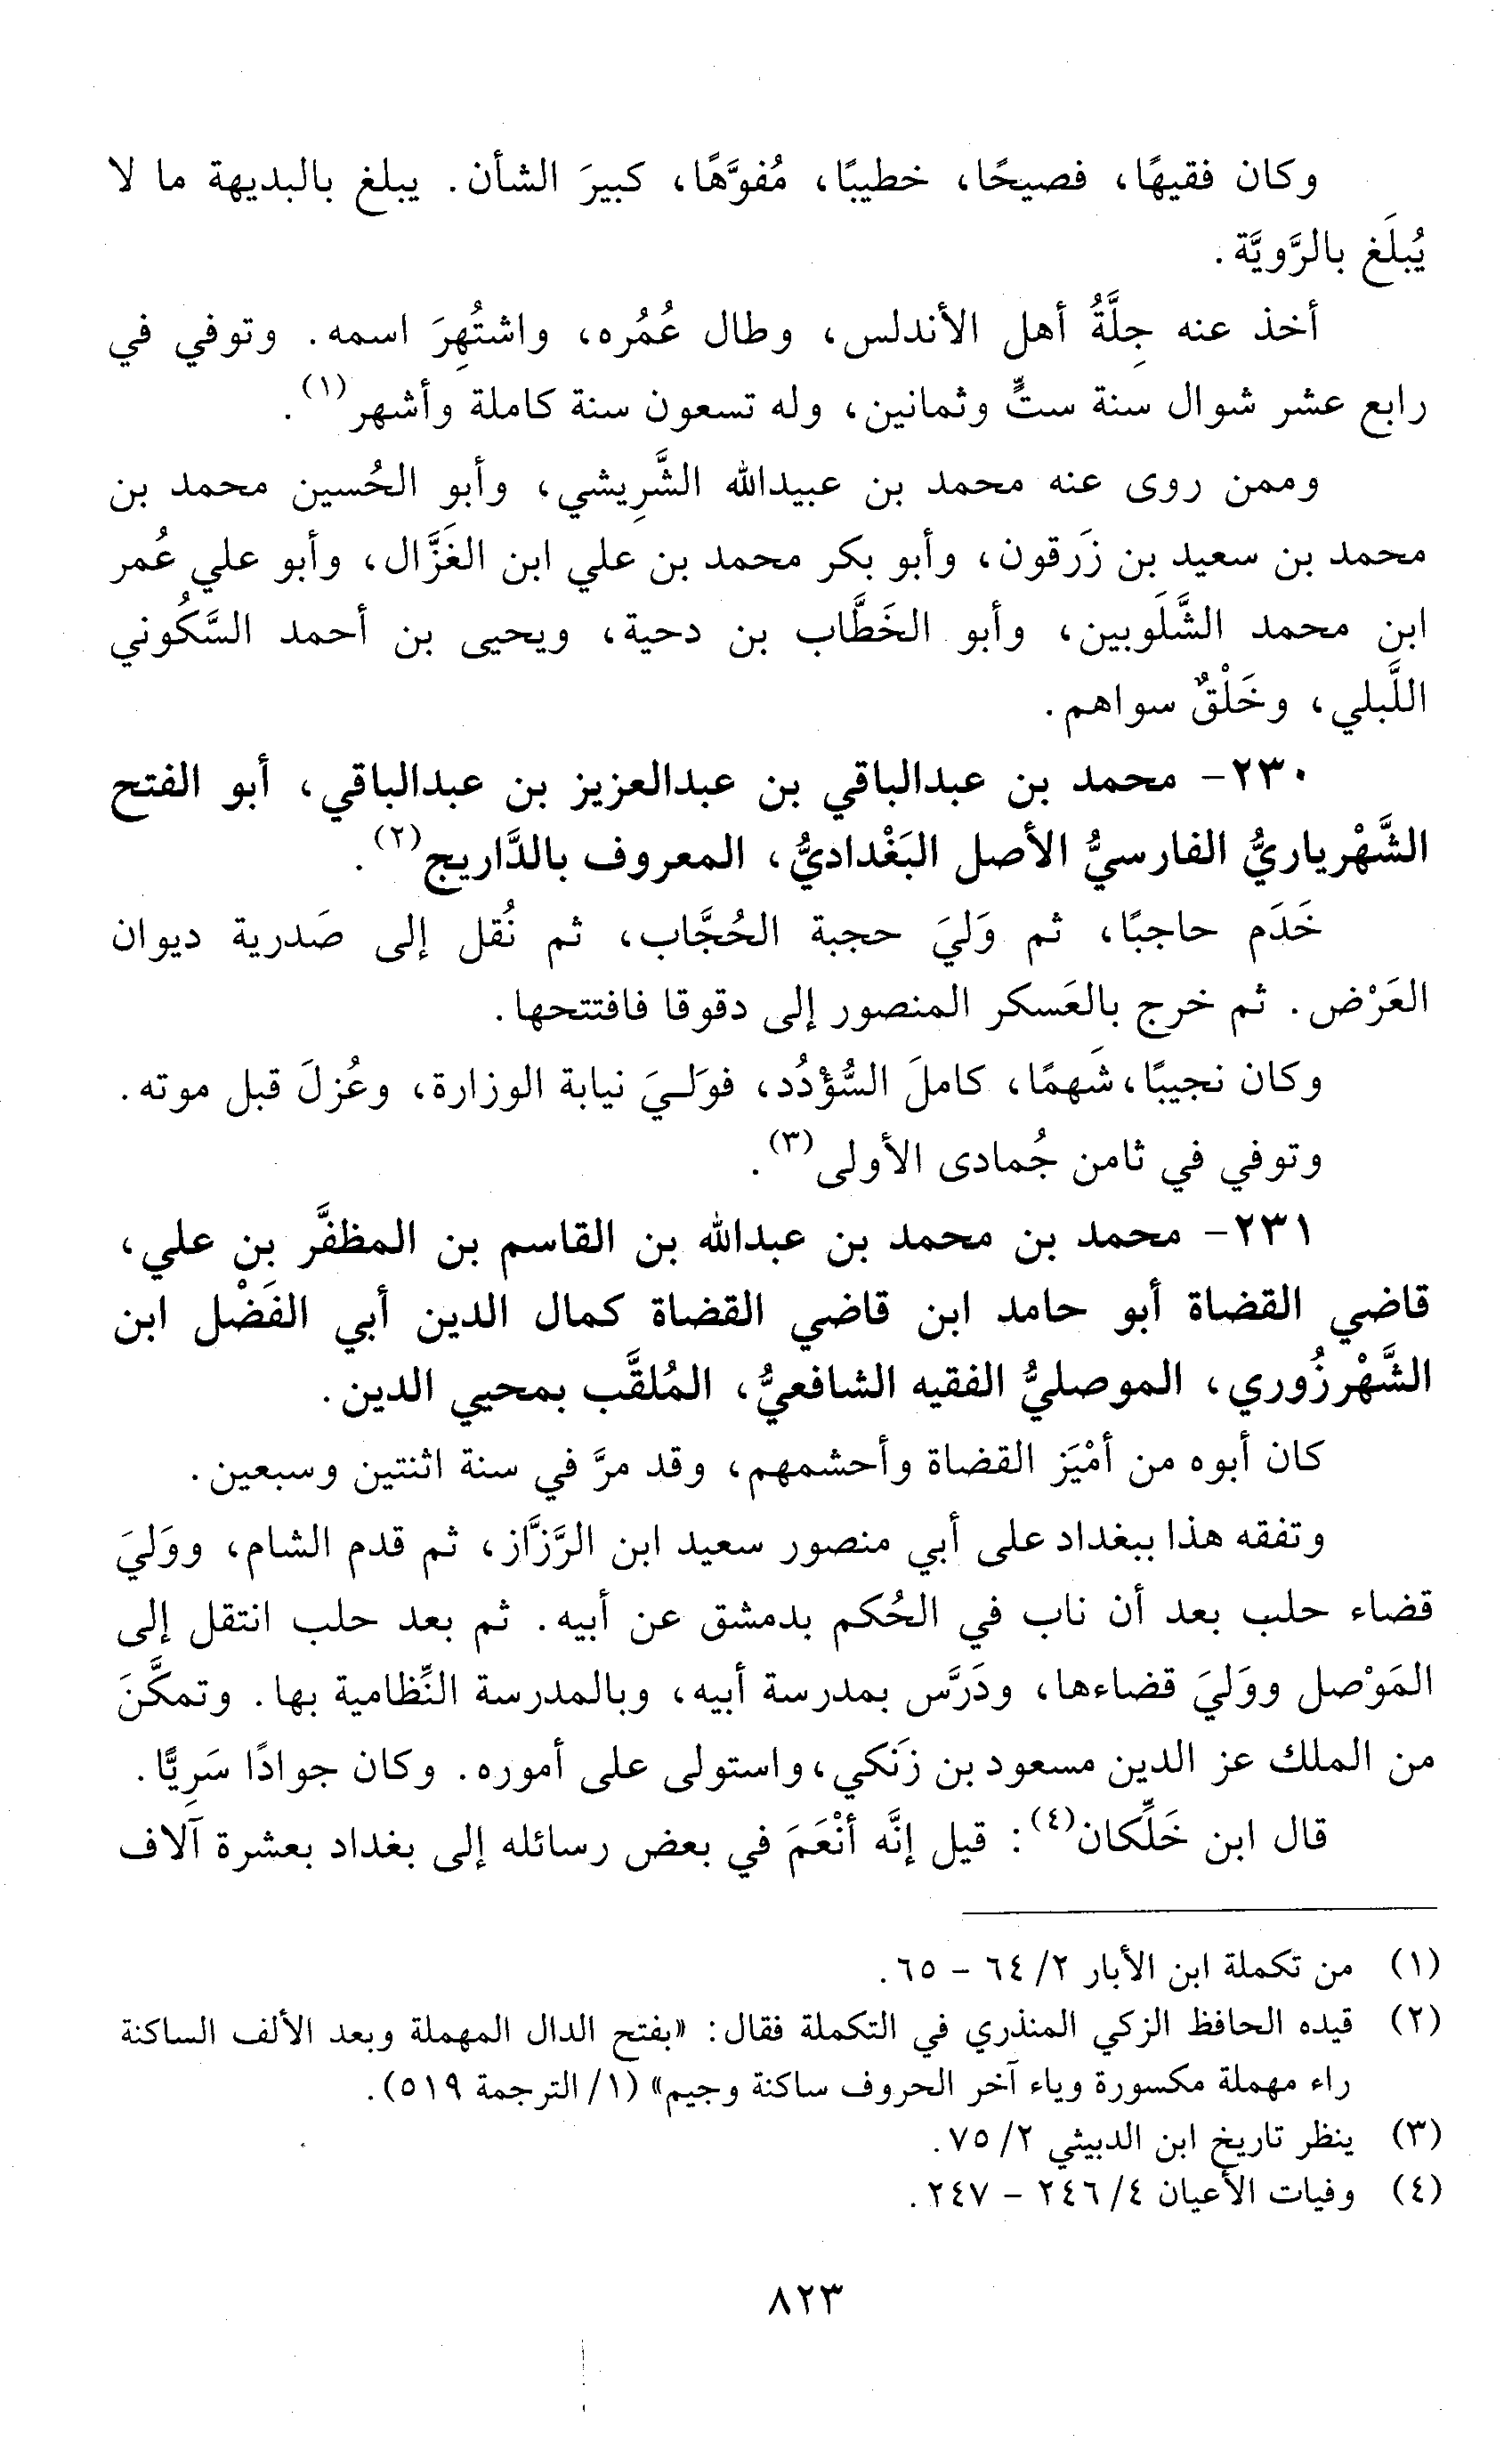 وكان فقيهًا، فصيحًا، خطيبًا، مُفوَّهًا، كبيرَ الشأن. يبلغ بالبديهة ما لا
يُبلَغ بالرَّويَّة.
أخذ عنه جِلَّةُ أهل الأندلس، وطال عُمُره، واشتُهِرَ اسمه. وتوفي في
رابع عشر شوال سنة ستٍّ وثمانين، وله تسعون سنة كاملة وأشهر(١).
وممن روى عنه محمد بن عبيدالله الشَّرِيشي، وأبو الحُسين محمد بن
محمد بن سعيد بن زَرقون، وأبو بكر محمد بن علي ابن الغَزَّال، وأبو علي عُمر
ابن محمد الشَّلَوبين، وأبو الخَطَّاب بن دحية، ويحيى بن أحمد السَّكُوني
اللَّبلي، وخَلْقٌ سواهم.
٢٣٠- محمد بن عبدالباقي بن عبدالعزيز بن عبدالباقي، أبو الفتح
الشَّهْرياريُّ الفارسيُّ الأصل البَغْداديُّ، المعروف بالدَّاريج(٢).
خَدَم حاجبًا، ثم وَليَ حجبة الحُجَّاب، ثم نُقل إلى صَدرية ديوان
العَرْض. ثم خرج بالعَسكر المنصور إلى دقوقا فافتتحها.
وكان نجيبًا، شَهمًا، كاملَ السُّؤْدُد، فوَليَ نيابة الوزارة، وعُزلَ قبل موته.
وتوفي في ثامن جُمادى الأولى(٣).
٢٣١- محمد بن محمد بن عبدالله بن القاسم بن المظفَّر بن علي،
قاضي القضاة أبو حامد ابن قاضي القضاة كمال الدين أبي الفَضْل ابن
الشَّهْرزُوري، الموصليُّ الفقيه الشافعيُّ، المُلقَّب بمحيي الدين.
كان أبوه من أمْيَز القضاة وأحشمهم، وقد مرَّ في سنة اثنتين وسبعين.
وتفقه هذا ببغداد على أبي منصور سعيد ابن الرَّزَّاز، ثم قدم الشام، ووَليَ
قضاء حلب بعد أن ناب في الحُكم بدمشق عن أبيه. ثم بعد حلب انتقل إلى
المَوْصل ووَليَ قضاءها، ودَرَّس بمدرسة أبيه، وبالمدرسة النِّظامية بها. وتمكَّنَ
من الملك عز الدين مسعود بن زَنكي، واستولى على أموره. وكان جوادًا سَرِيًّا.
قال ابن خَلِّكان(٤): قيل إنَّه أنْعَمَ في بعض رسائله إلى بغداد بعشرة آلاف
(١) من تكملة ابن الأبار ٢/ ٦٤ - ٦٥.
(٢) قيده الحافظ الزكي المنذري في التكملة فقال: «بفتح الدال المهملة وبعد الألف الساكنة
راء مهملة مكسورة وياء آخر الحروف ساكنة وجيم» (١/ الترجمة ٥١٩).
(٣) ينظر تاريخ ابن الدبيثي ٢/ ٧٥.
(٤) وفيات الأعيان ٤/ ٢٤٦ - ٢٤٧.
٨٢٣